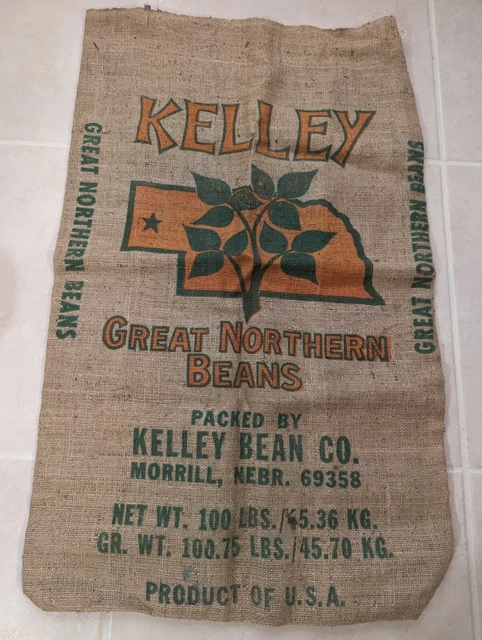 KELLEY
GREAT NORTHERN BEANS
GREAT NORTHERN BEANS
GREAT NORTHERN
BEANS
PACKED BY
KELLEY BEAN CO.
MORRILL, NEBR. 69358
NET WT. 100 LBS./45.36 KG.
GR. WT. 100.75 LBS./45.70 KG.
PRODUCT OF U.S.A.